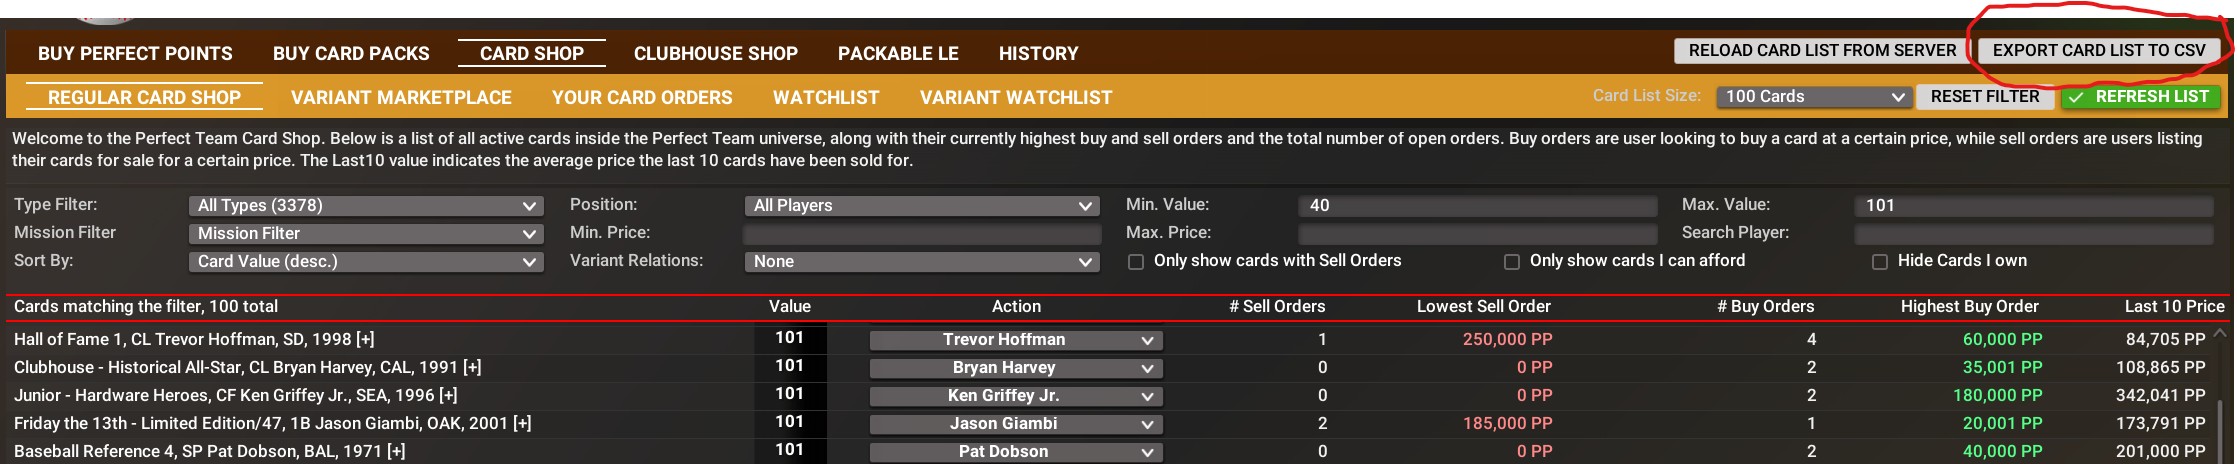 BUY PERFECT POINTS BUY CARD PACKS CARD SHOP CLUBHOUSE SHOP PACKABLE LE HISTORY RELOAD CARD LIST FROM SERVER EXPORT CARD LIST TO CSV
REGULAR CARD SHOP VARIANT MARKETPLACE YOUR CARD ORDERS WATCHLIST VARIANT WATCHLIST Card List Size: 100 Cards RESET FILTER REFRESH LIST
Welcome to the Perfect Team Card Shop. Below is a list of all active cards inside the Perfect Team universe, along with their currently highest buy and sell orders and the total number of open orders. Buy orders are user looking to buy a card at a certain price, while sell orders are users listing
their cards for sale for a certain price. The Last10 value indicates the average price the last 10 cards have been sold for.
Type Filter: All Types (3378) Position: All Players Min. Value: 40 Max. Value: 101
Mission Filter Mission Filter Min. Price: Max. Price: Search Player:
Sort By: Card Value (desc.) Variant Relations: None Only show cards with Sell Orders Only show cards I can afford Hide Cards I own
Cards matching the filter, 100 total Value Action # Sell Orders Lowest Sell Order # Buy Orders Highest Buy Order Last 10 Price
Hall of Fame 1, CL Trevor Hoffman, SD, 1998 [+] 101 Trevor Hoffman 1 250,000 PP 4 60,000 PP 84,705 PP
Clubhouse - Historical All-Star, CL Bryan Harvey, CAL, 1991 [+] 101 Bryan Harvey 0 0 PP 2 35,001 PP 108,865 PP
Junior - Hardware Heroes, CF Ken Griffey Jr., SEA, 1996 [+] 101 Ken Griffey Jr. 0 0 PP 2 180,000 PP 342,041 PP
Friday the 13th - Limited Edition/47, 1B Jason Giambi, OAK, 2001 [+] 101 Jason Giambi 2 185,000 PP 1 20,001 PP 173,791 PP
Baseball Reference 4, SP Pat Dobson, BAL, 1971 [+] 101 Pat Dobson 0 0 PP 2 40,000 PP 201,000 PP